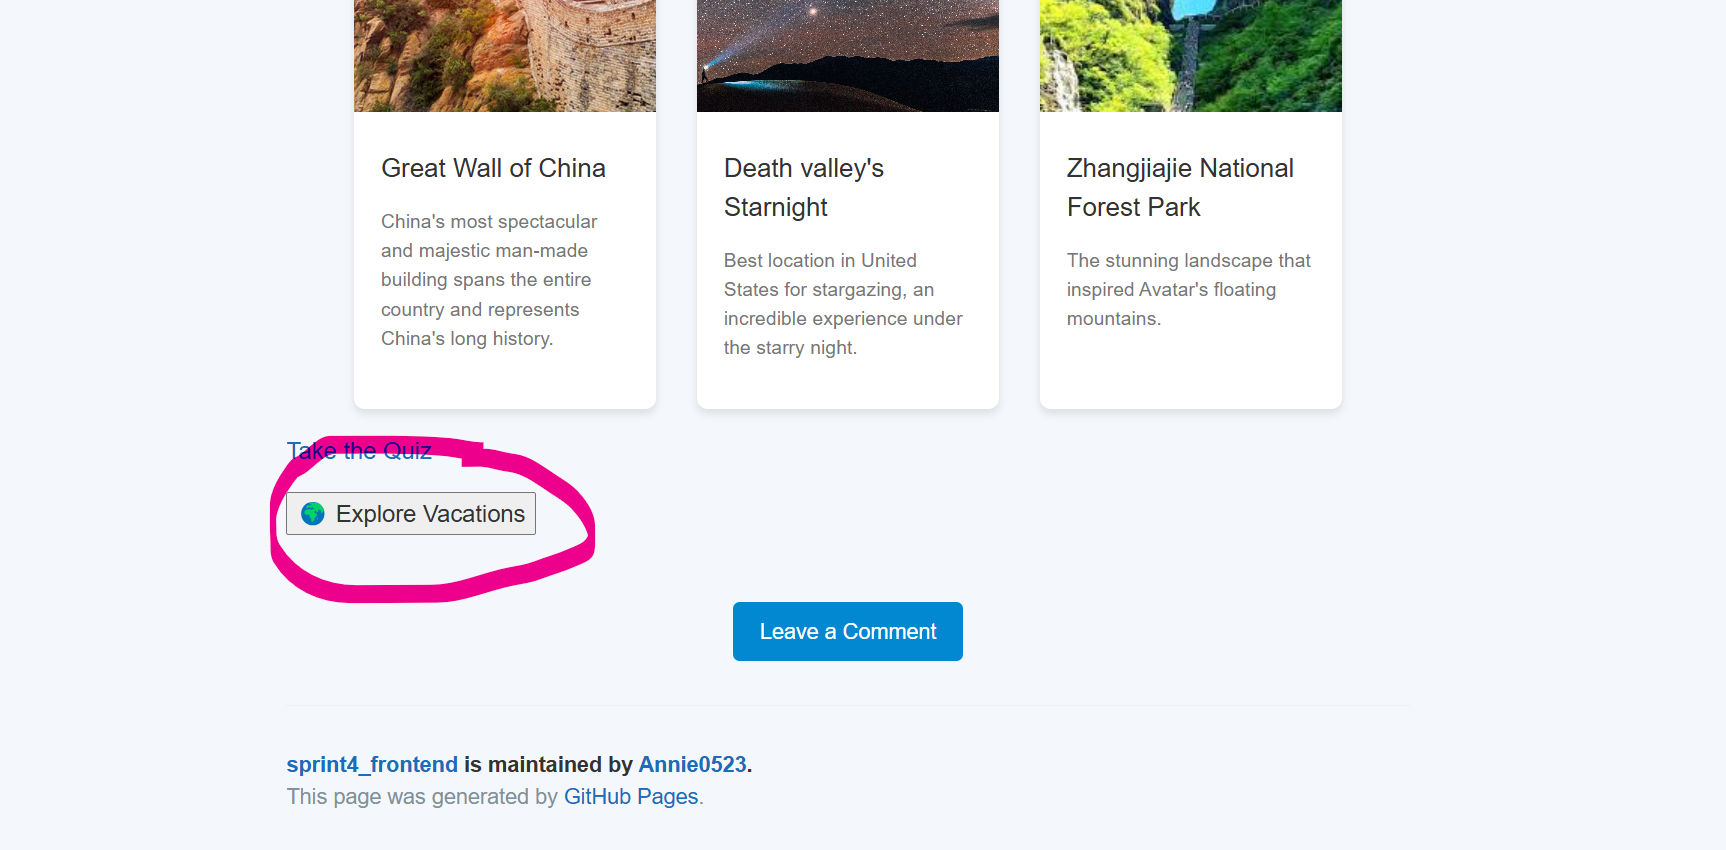 Great Wall of China
China's most spectacular
and majestic man-made
building spans the entire
country and represents
China's long history.
Death valley's
Starnight
Best location in United
States for stargazing, an
incredible experience under
the starry night.
Zhangjiajie National
Forest Park
The stunning landscape that
inspired Avatar's floating
mountains.
Take the Quiz
🌍 Explore Vacations
Leave a Comment
sprint4_frontend is maintained by Annie0523.
This page was generated by GitHub Pages.